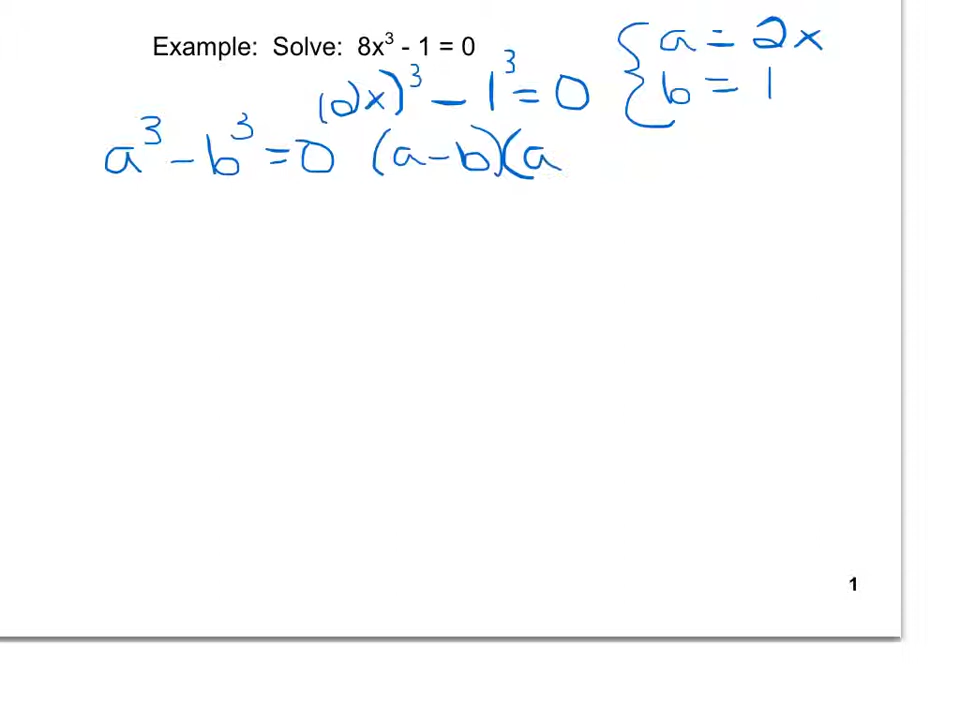 Example: Solve: 8x³ - 1 = 0
(2x)³ - 1³ = 0
{ a = 2x
b = 1
a³ - b³ = 0 (a-b)(a
1